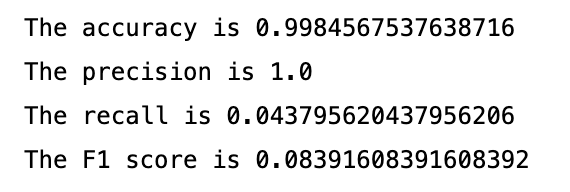 The accuracy is 0.9984567537638716
The precision is 1.0
The recall is 0.043795620437956206
The F1 score is 0.08391608391608392